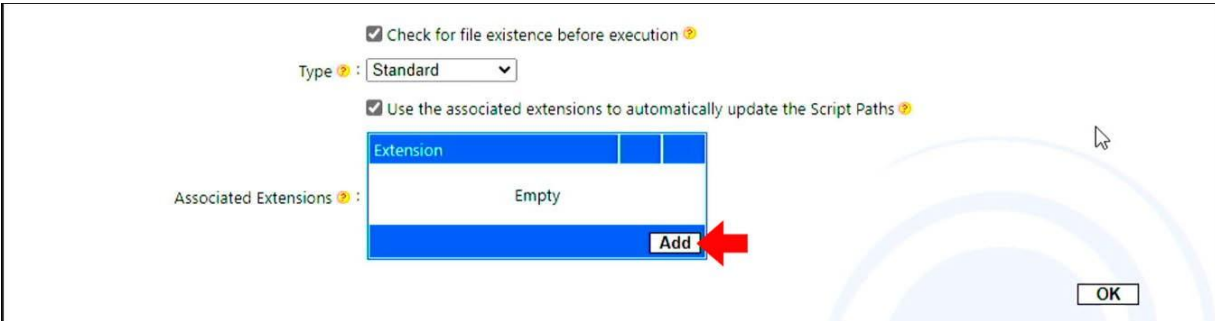 Check for file existence before execution
Type : Standard
Use the associated extensions to automatically update the Script Paths
Extension
Associated Extensions : Empty
Add
OK